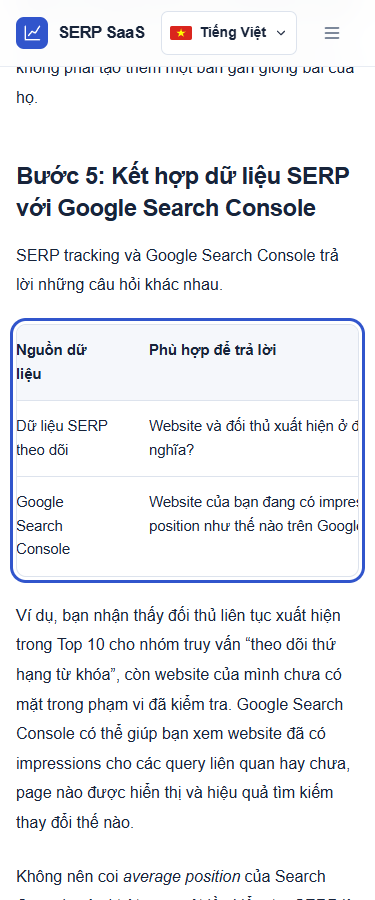 SERP SaaS
Tiếng Việt
không phải tạo thêm một bản gần giống bài của
họ.
Bước 5: Kết hợp dữ liệu SERP
với Google Search Console
SERP tracking và Google Search Console trả
lời những câu hỏi khác nhau.
Nguồn dữ
liệu
Phù hợp để trả lời
Dữ liệu SERP
theo dõi
Website và đối thủ xuất hiện ở
nghĩa?
Google
Search
Console
Website của bạn đang có
position như thế nào trên
Ví dụ, bạn nhận thấy đối thủ liên tục xuất hiện
trong Top 10 cho nhóm truy vấn “theo dõi thứ
hạng từ khóa”, còn website của mình chưa có
mặt trong phạm vi đã kiểm tra. Google Search
Console có thể giúp bạn xem website đã có
impressions cho các query liên quan hay chưa,
page nào được hiển thị và hiệu quả tìm kiếm
thay đổi thế nào.
Không nên coi average position của Search